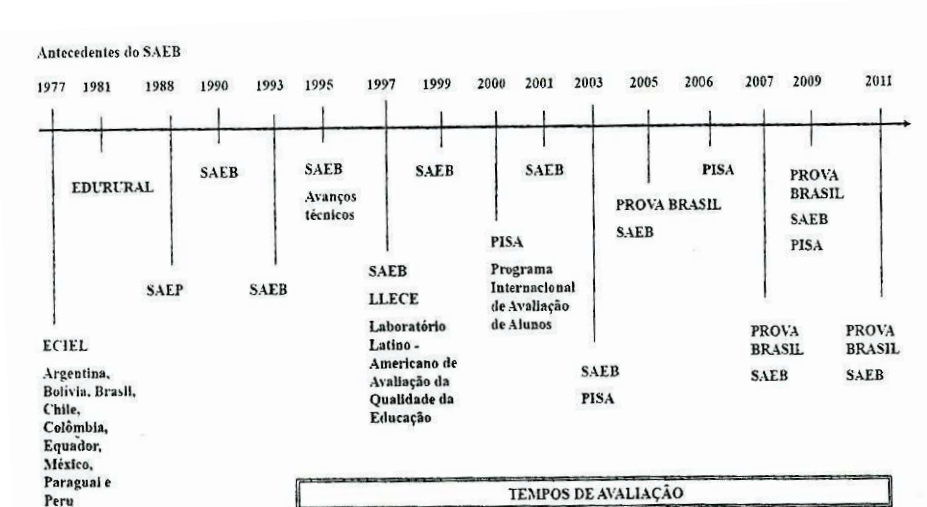 Antecedentes do SAEB
1977 1981 1988 1990 1993 1995 1997 1999 2000 2001 2003 2005 2006 2007 2009 2011
ECIEL
Argentina,
Bolívia, Brasil,
Chile,
Colômbia,
Equador,
México,
Paraguai e
Peru
EDURURAL
SAEP
SAEB
SAEB
SAEB
Avanços
técnicos
SAEB
LLECE
Laboratório
Latino -
Americano de
Avaliação da
Qualidade da
Educação
SAEB
PISA
Programa
Internacional
de Avaliação
de Alunos
SAEB
SAEB
PISA
PROVA BRASIL
SAEB
PISA
PROVA
BRASIL
SAEB
PROVA
BRASIL
SAEB
PISA
PROVA
BRASIL
SAEB
TEMPOS DE AVALIAÇÃO